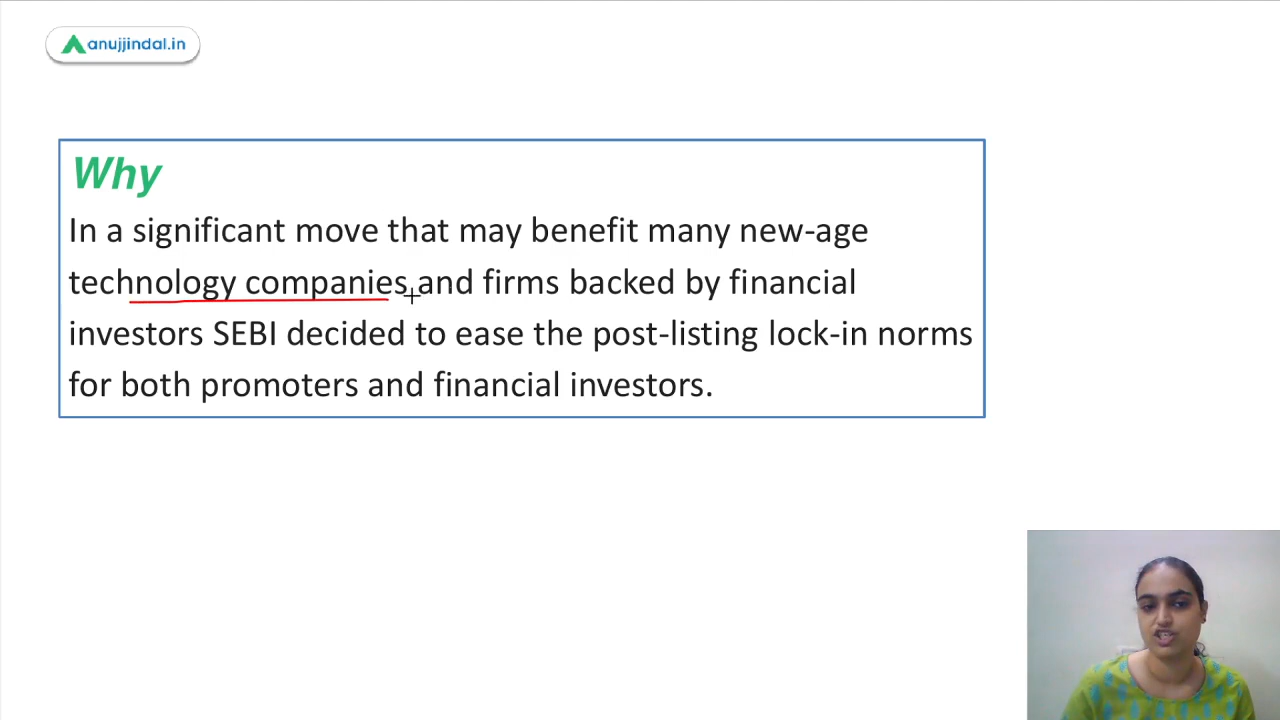 anujjindal.in
Why
In a significant move that may benefit many new-age
technology companies and firms backed by financial
investors SEBI decided to ease the post-listing lock-in norms
for both promoters and financial investors.